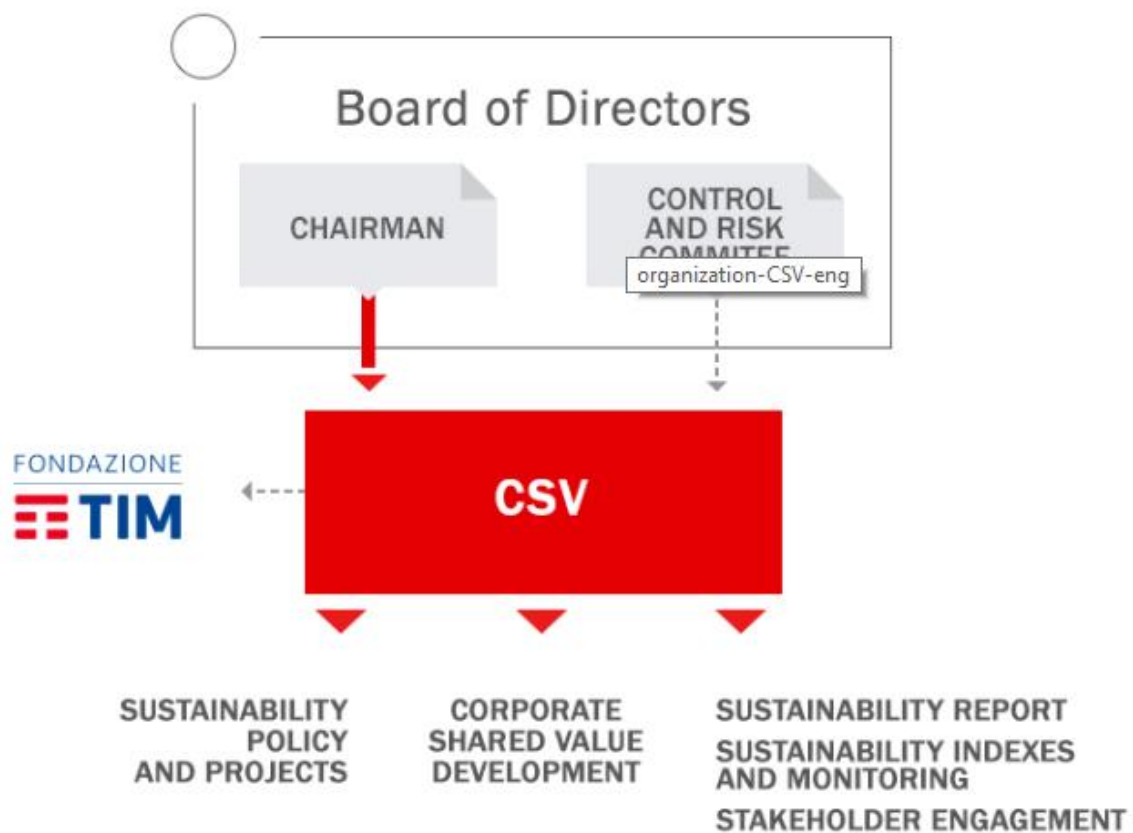 Board of Directors
CHAIRMAN
CONTROL
AND RISK
COMMITEE
organization-CSV-eng
FONDAZIONE
TIM
CSV
SUSTAINABILITY
POLICY
AND PROJECTS
CORPORATE
SHARED VALUE
DEVELOPMENT
SUSTAINABILITY REPORT
SUSTAINABILITY INDEXES
AND MONITORING
STAKEHOLDER ENGAGEMENT